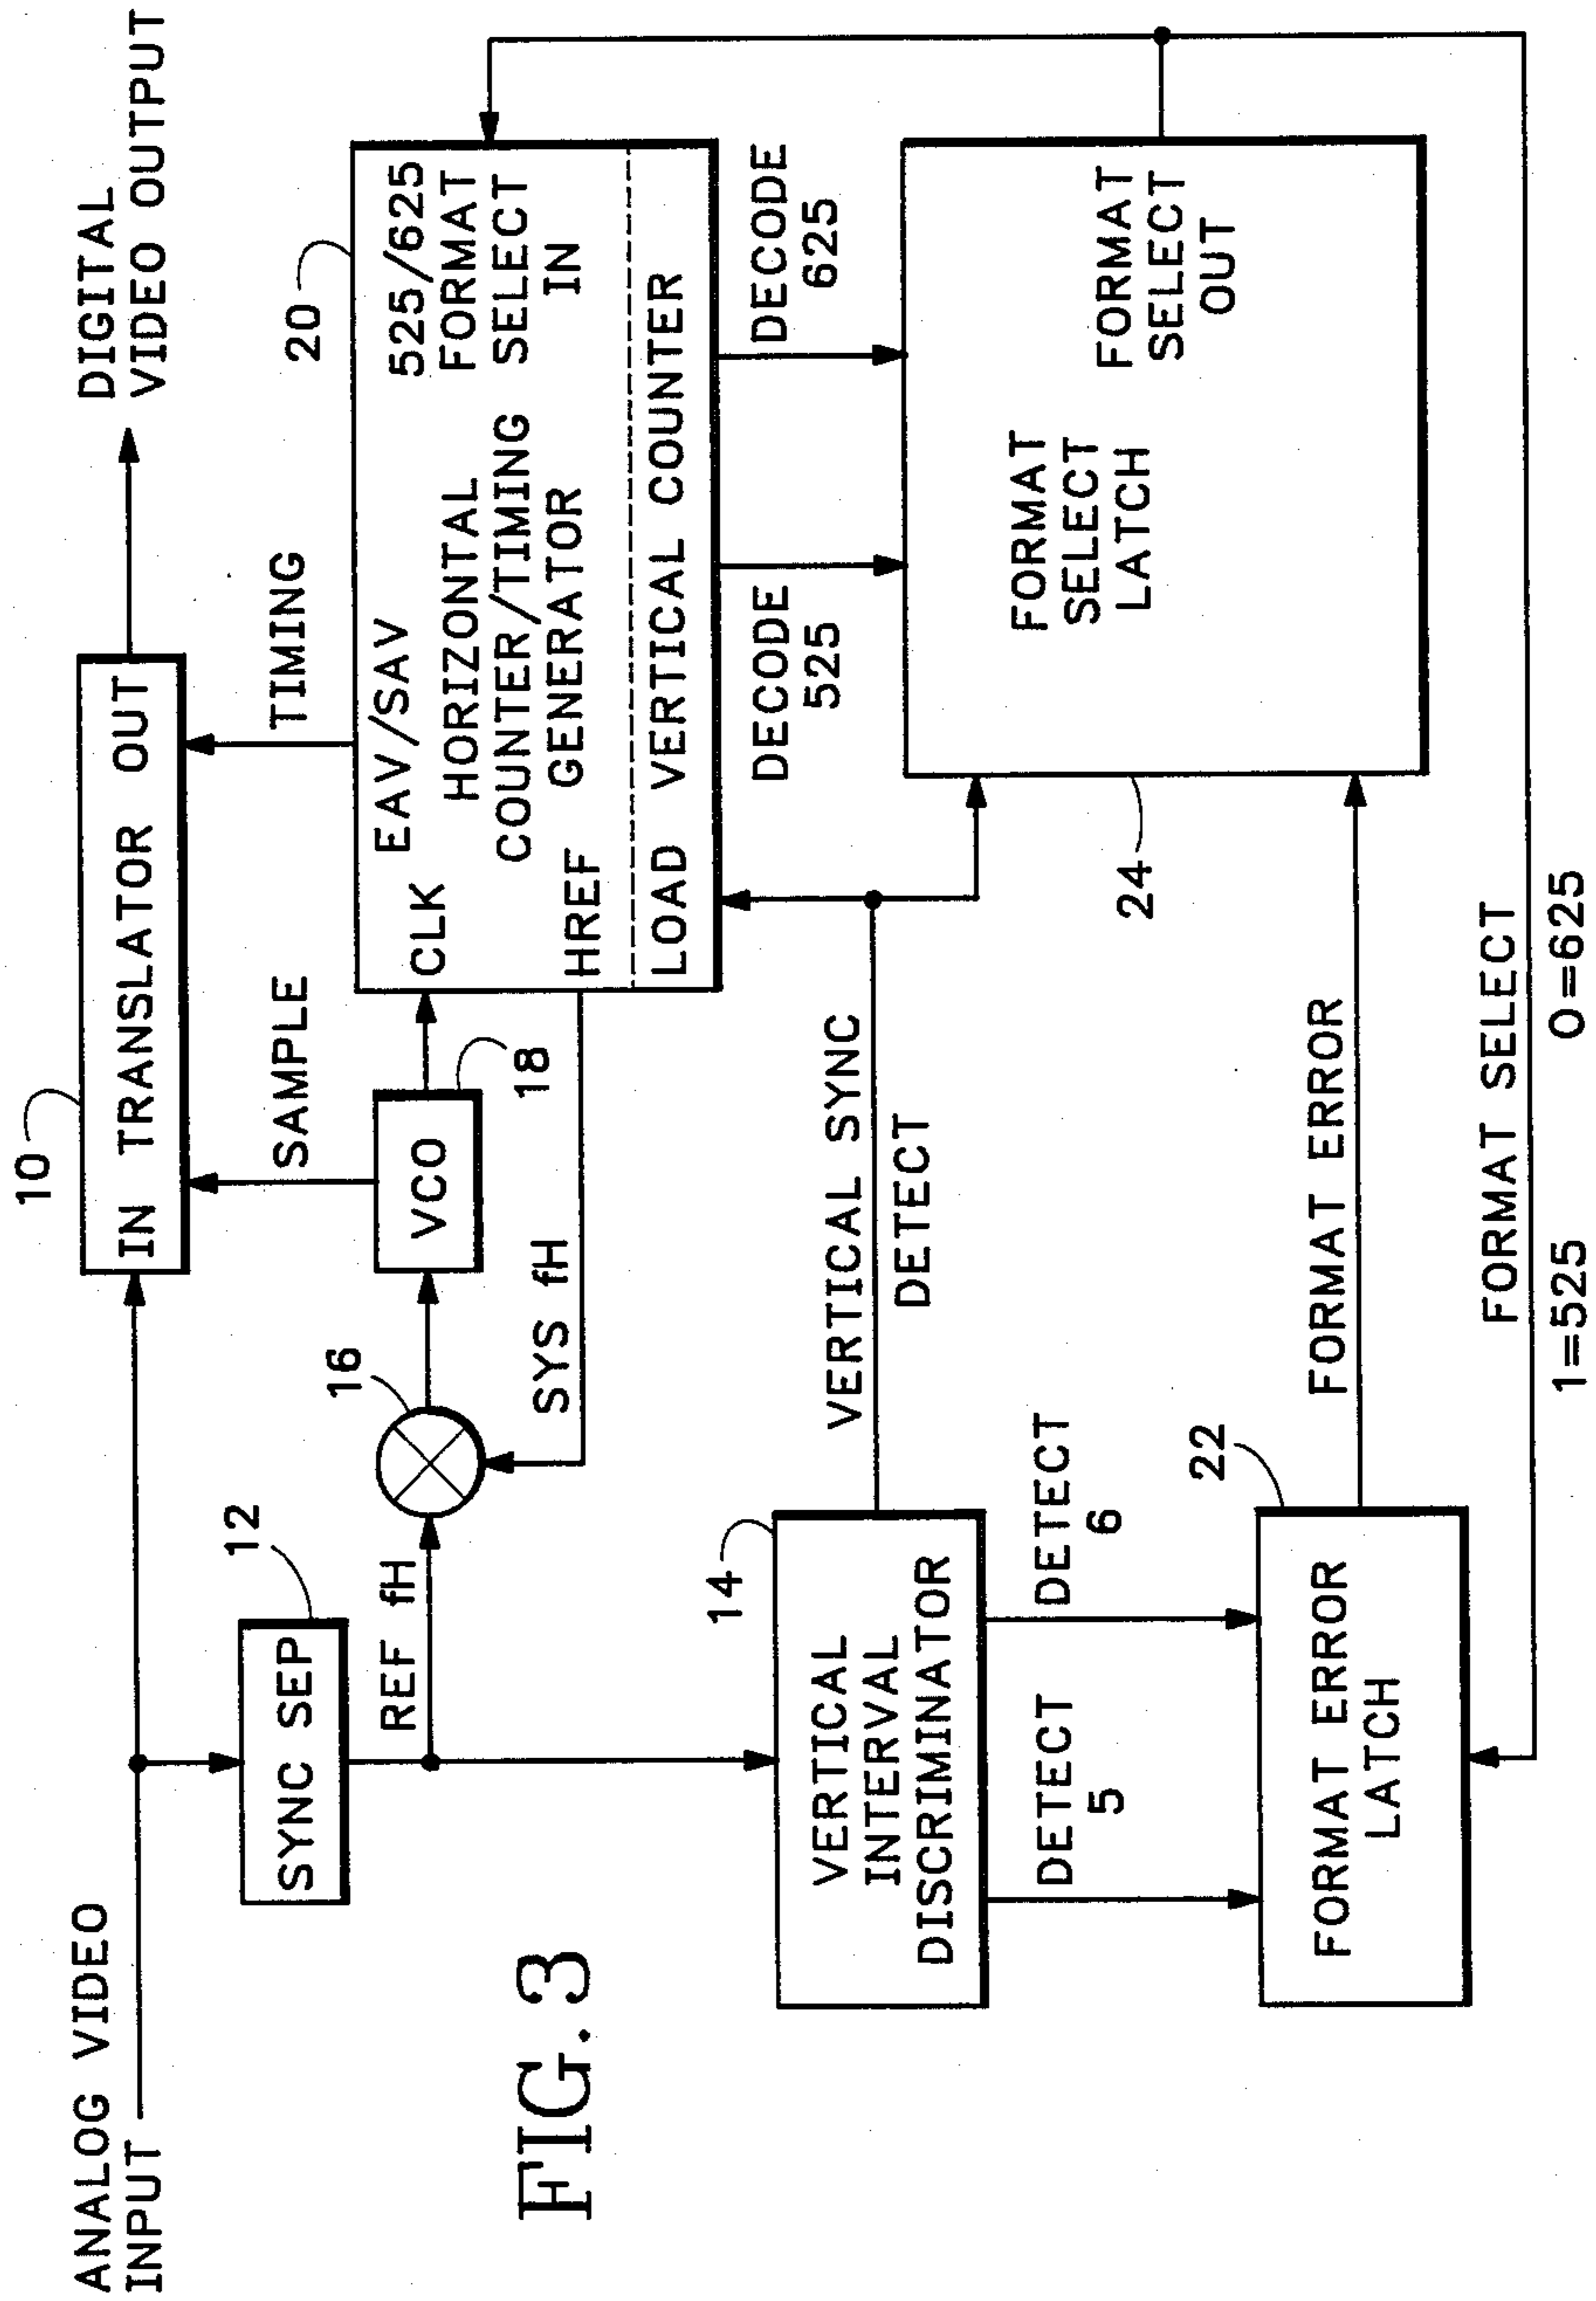 ANALOG VIDEO
INPUT
10
IN TRANSLATOR OUT
DIGITAL
VIDEO OUTPUT
12
SYNC SEP
REF fH
16
SAMPLE
VCO
18
SYS fH
TIMING
20
EAV/SAV
CLK
HORIZONTAL
COUNTER/TIMING
GENERATOR
HREF
525/625
FORMAT
SELECT
IN
LOAD VERTICAL COUNTER
14
VERTICAL
INTERVAL
DISCRIMINATOR
VERTICAL SYNC
DETECT
DECODE
525
DECODE
625
DETECT
5
DETECT
6
22
FORMAT ERROR
LATCH
FORMAT ERROR
24
FORMAT
SELECT
LATCH
FORMAT
SELECT
OUT
FORMAT SELECT
1=525 0=625
FIG. 3